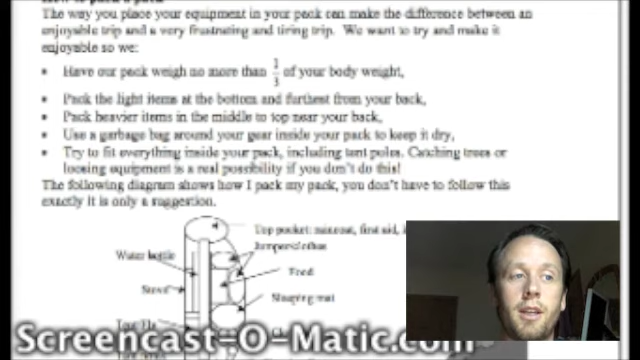 How to pack a pack
The way you place your equipment in your pack can make the difference between an
enjoyable trip and a very frustrating and tiring trip. We want to try and make it
enjoyable so we:
• Have our pack weigh no more than 1/3 of your body weight,
• Pack the light items at the bottom and furthest from your back,
• Pack heavier items in the middle to top near your back,
• Use a garbage bag around your gear inside your pack to keep it dry,
• Try to fit everything inside your pack, including tent poles. Catching trees or
loosing equipment is a real possibility if you don't do this!
The following diagram shows how I pack my pack, you don't have to follow this
exactly it is only a suggestion.
Top pocket: raincoat, first aid,
Jumper/clothes
Water bottle
Food
Stove
Sleeping mat
Screencast-O-Matic.com